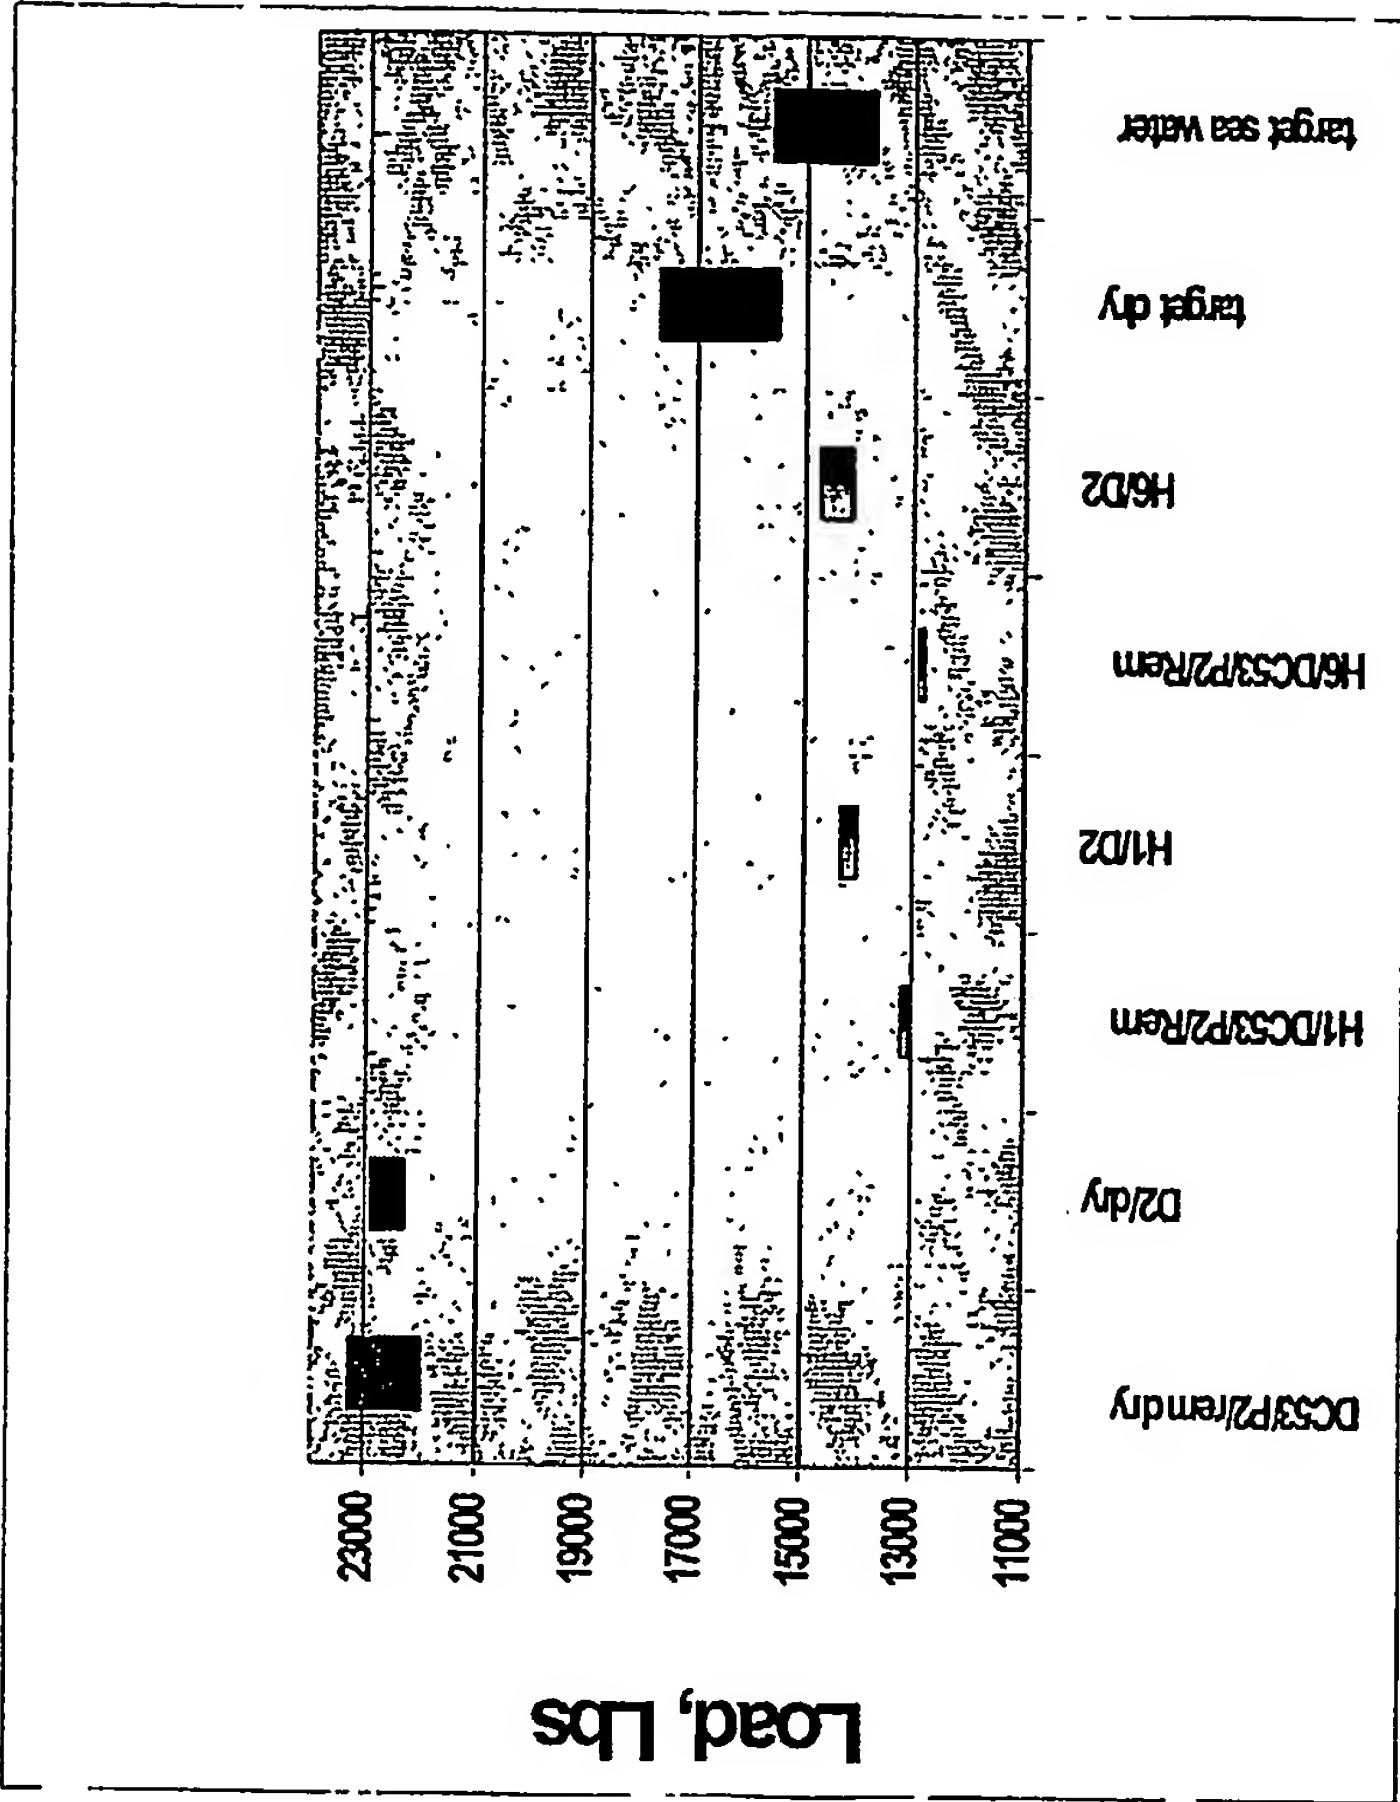 Load, Lbs
23000
21000
19000
17000
15000
13000
11000
DC53/P2/rem dry
D2/dry
H1/DC53/P2/Rem
H1/D2
H6/DC53/P2/Rem
H6/D2
target dry
target sea water